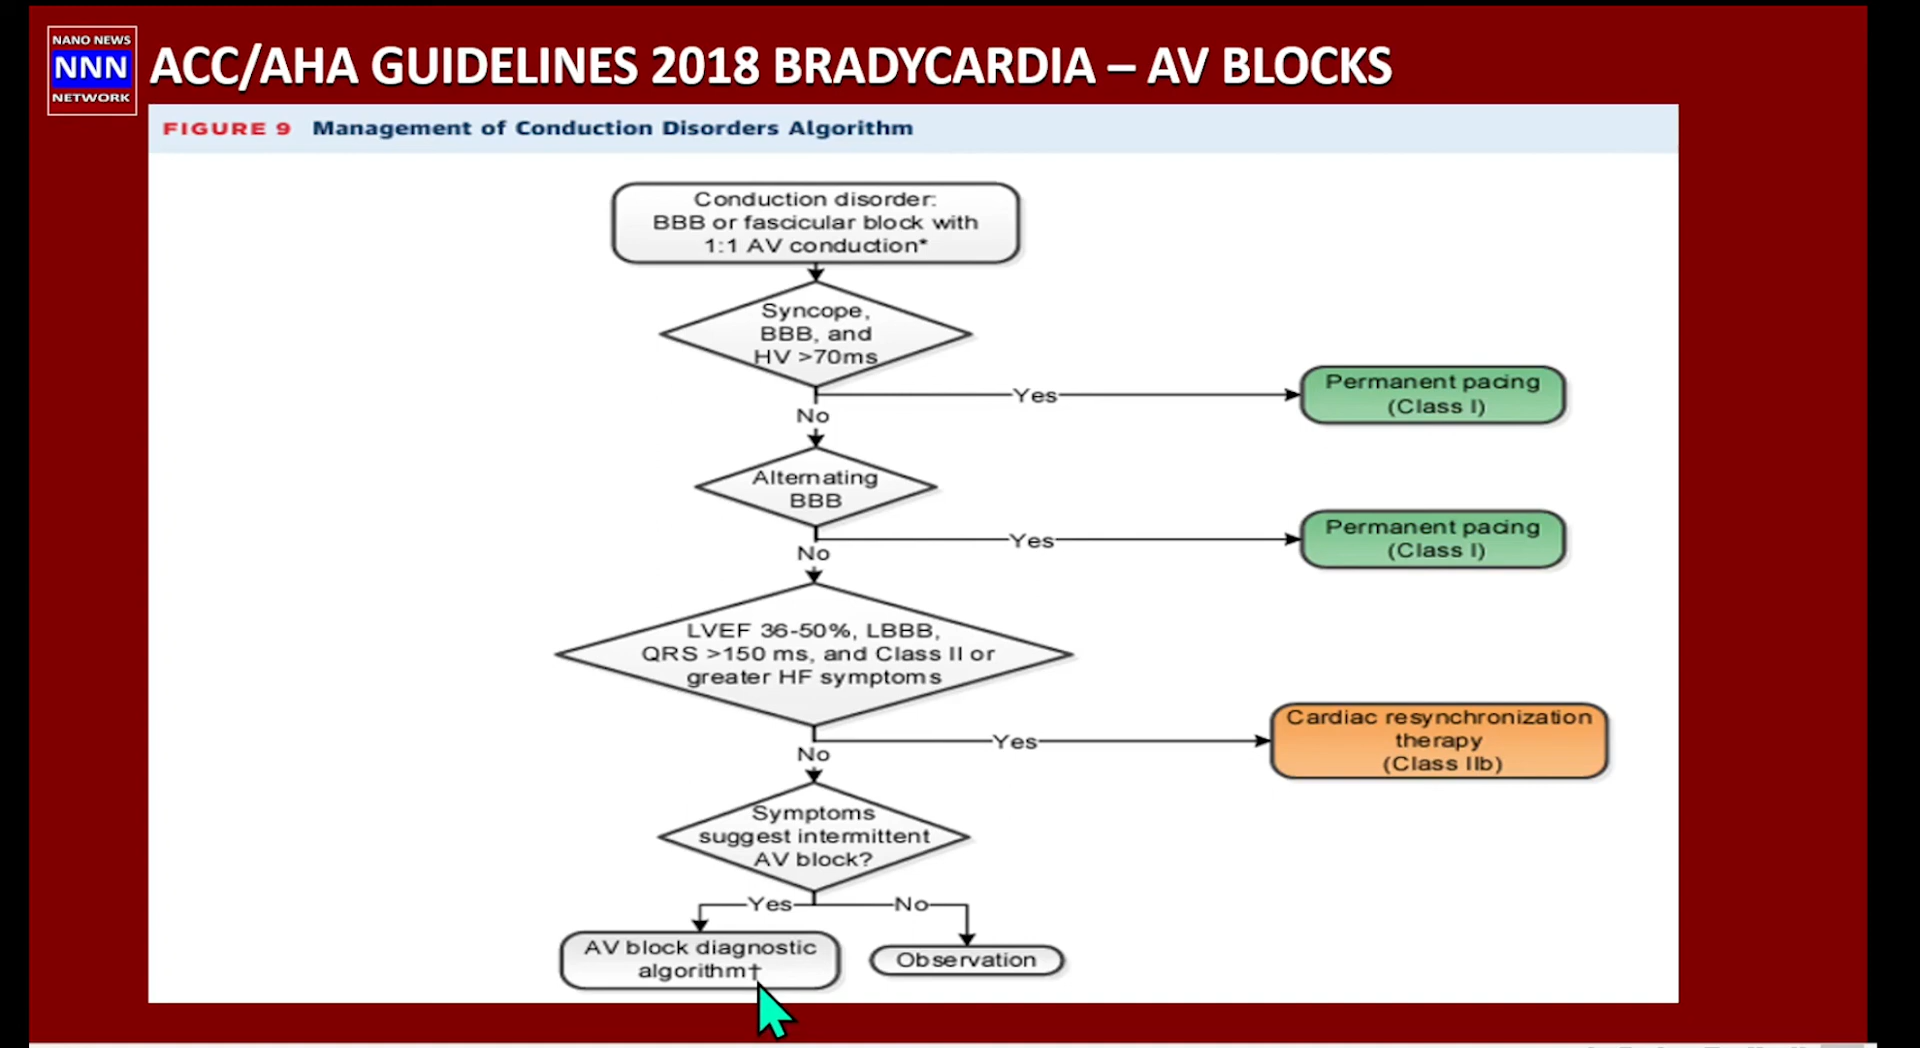 NANO NEWS
NNN
NETWORK
ACC/AHA GUIDELINES 2018 BRADYCARDIA – AV BLOCKS
FIGURE 9 Management of Conduction Disorders Algorithm
Conduction disorder:
BBB or fascicular block with
1:1 AV conduction*
Syncope,
BBB, and
HV >70ms
Yes
Permanent pacing
(Class I)
No
Alternating
BBB
Yes
Permanent pacing
(Class I)
No
LVEF 36-50%, LBBB,
QRS >150 ms, and Class II or
greater HF symptoms
Yes
Cardiac resynchronization
therapy
(Class IIb)
No
Symptoms
suggest intermittent
AV block?
Yes
No
AV block diagnostic
algorithm†
Observation